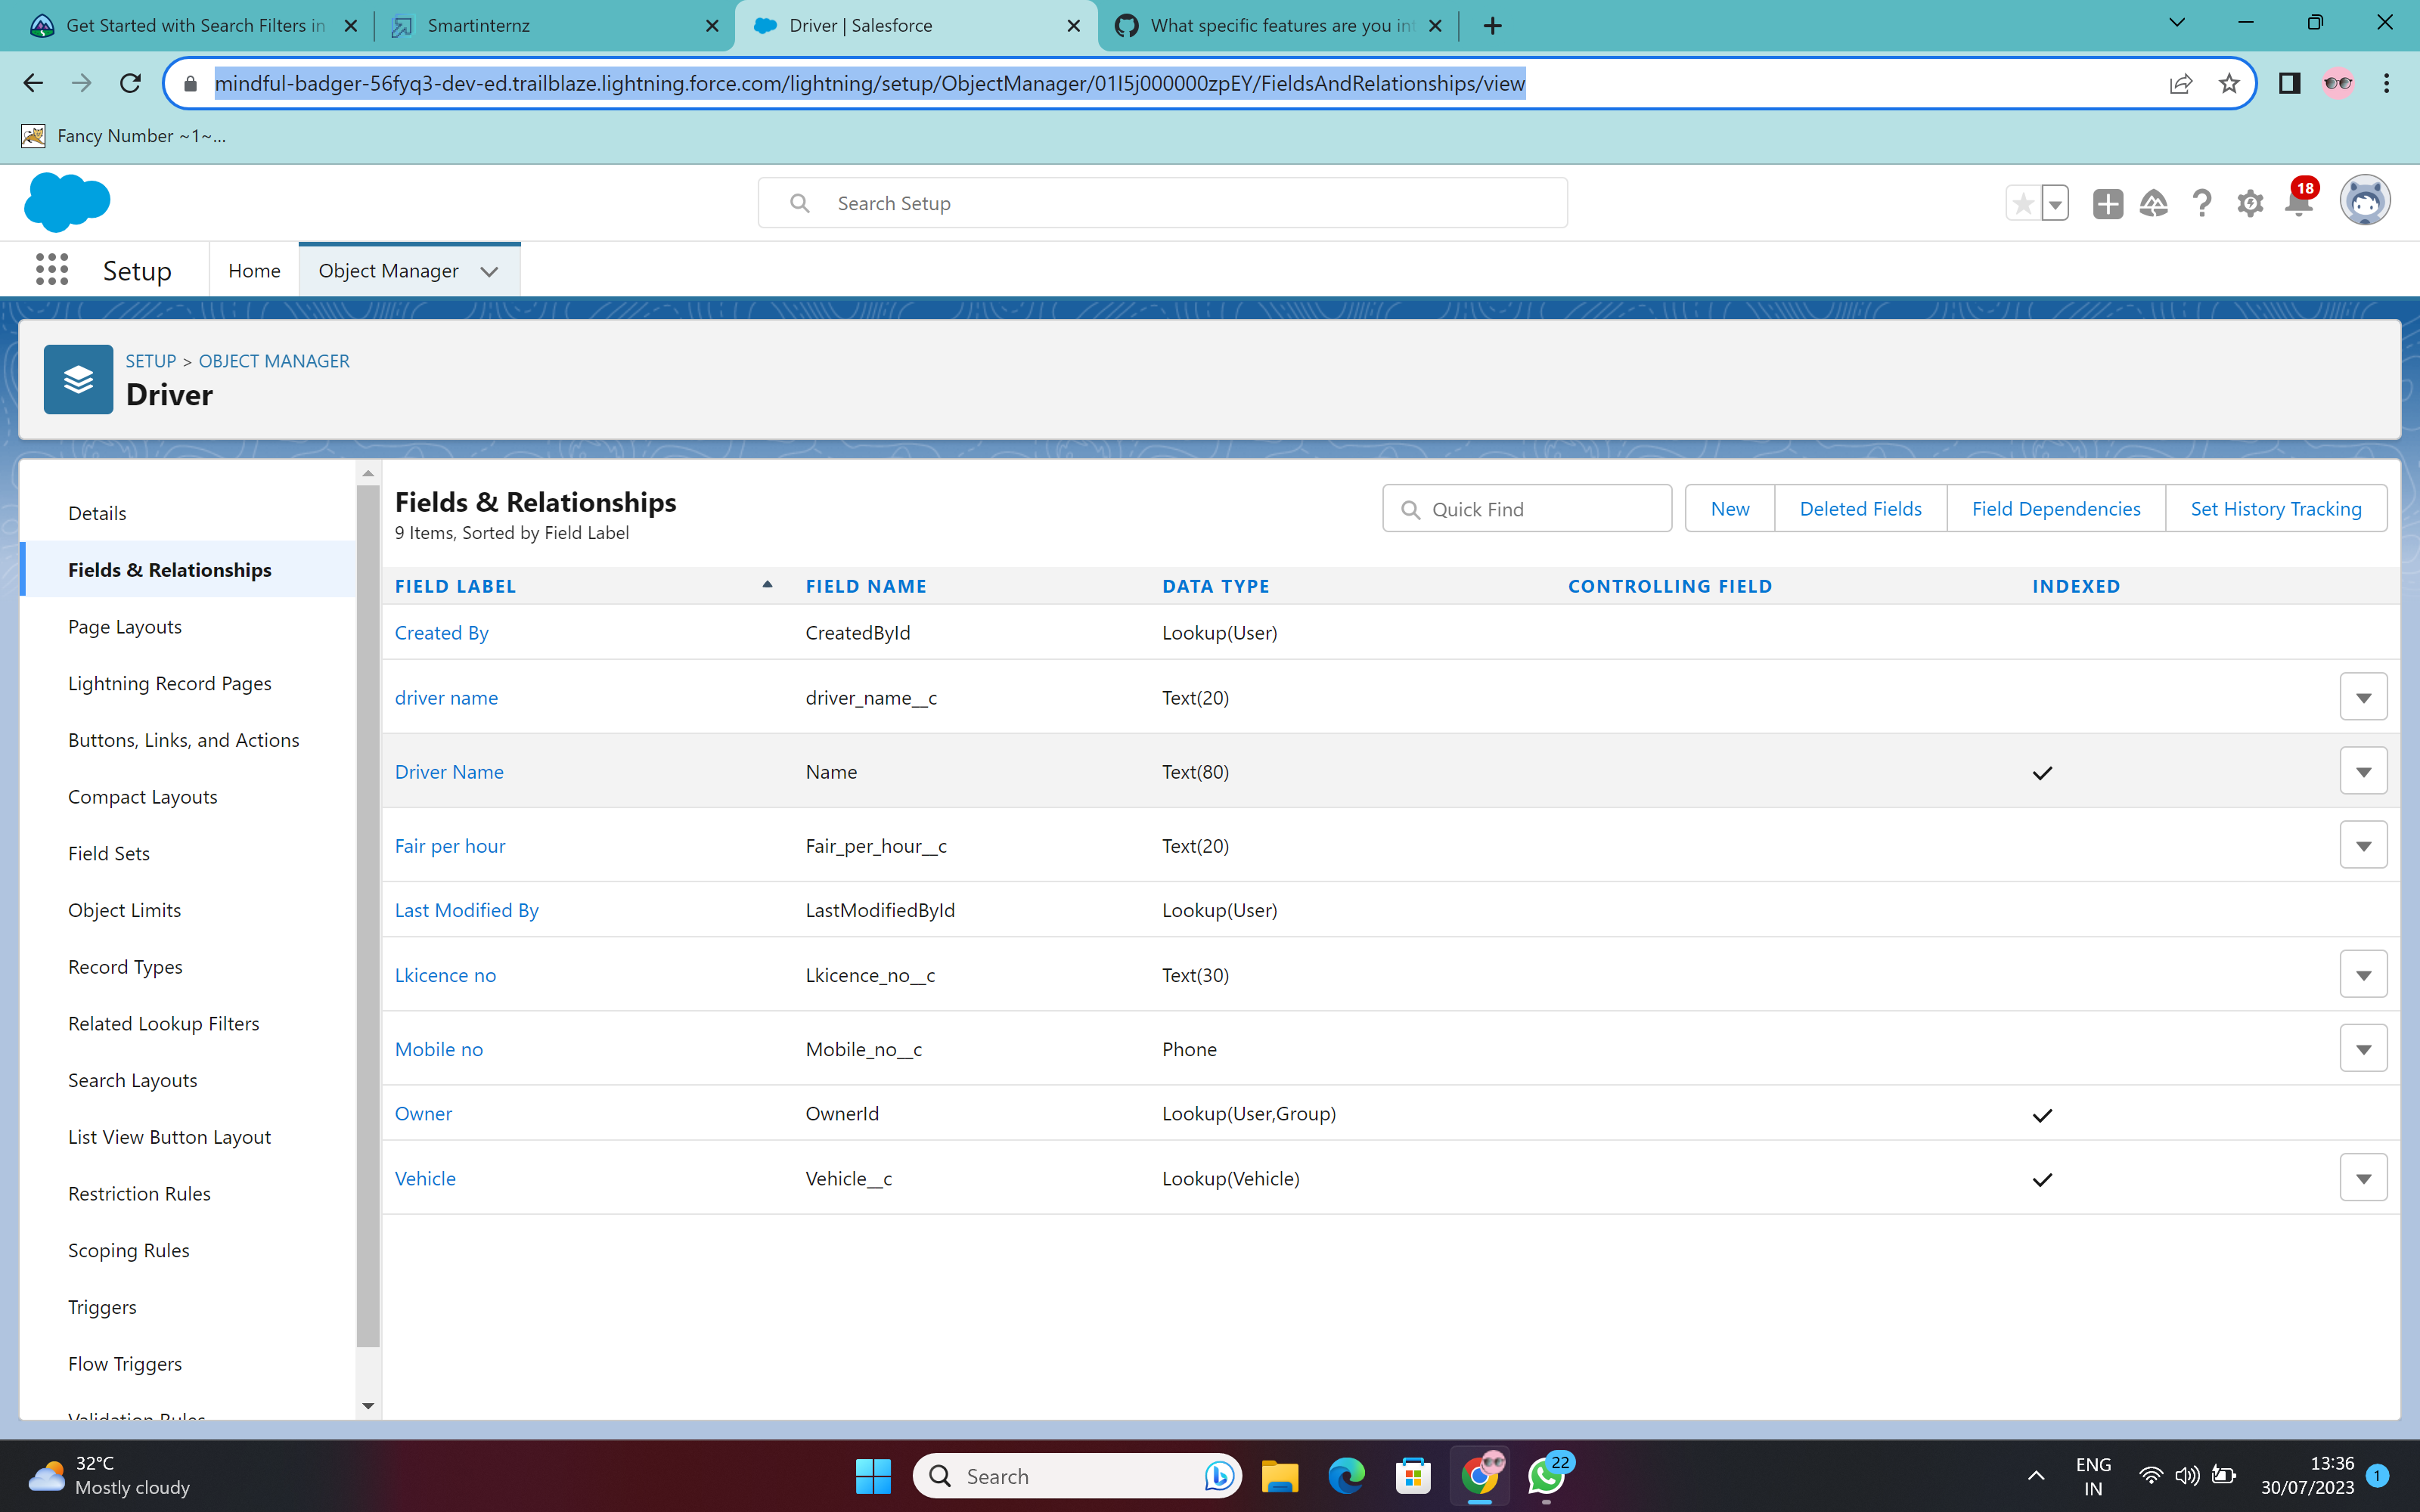 Get Started with Search Filters in
Smartinternz
Driver | Salesforce
What specific features are you int
mindful-badger-56fyq3-dev-ed.trailblaze.lightning.force.com/lightning/setup/ObjectManager/01I5j000000zpEY/FieldsAndRelationships/view
Fancy Number ~1~...
Search Setup
18
Setup
Home
Object Manager
SETUP > OBJECT MANAGER
Driver
Details
Fields & Relationships
Page Layouts
Lightning Record Pages
Buttons, Links, and Actions
Compact Layouts
Field Sets
Object Limits
Record Types
Related Lookup Filters
Search Layouts
List View Button Layout
Restriction Rules
Scoping Rules
Triggers
Flow Triggers
Validation Rules
Fields & Relationships
9 Items, Sorted by Field Label
Quick Find
New
Deleted Fields
Field Dependencies
Set History Tracking
FIELD LABEL FIELD NAME DATA TYPE CONTROLLING FIELD INDEXED
Created By CreatedById Lookup(User)
driver name driver_name__c Text(20)
Driver Name Name Text(80)
Fair per hour Fair_per_hour__c Text(20)
Last Modified By LastModifiedById Lookup(User)
Lkicence no Lkicence_no__c Text(30)
Mobile no Mobile_no__c Phone
Owner OwnerId Lookup(User,Group)
Vehicle Vehicle__c Lookup(Vehicle)
32°C
Mostly cloudy
Search
22
ENG
IN
13:36
30/07/2023
1